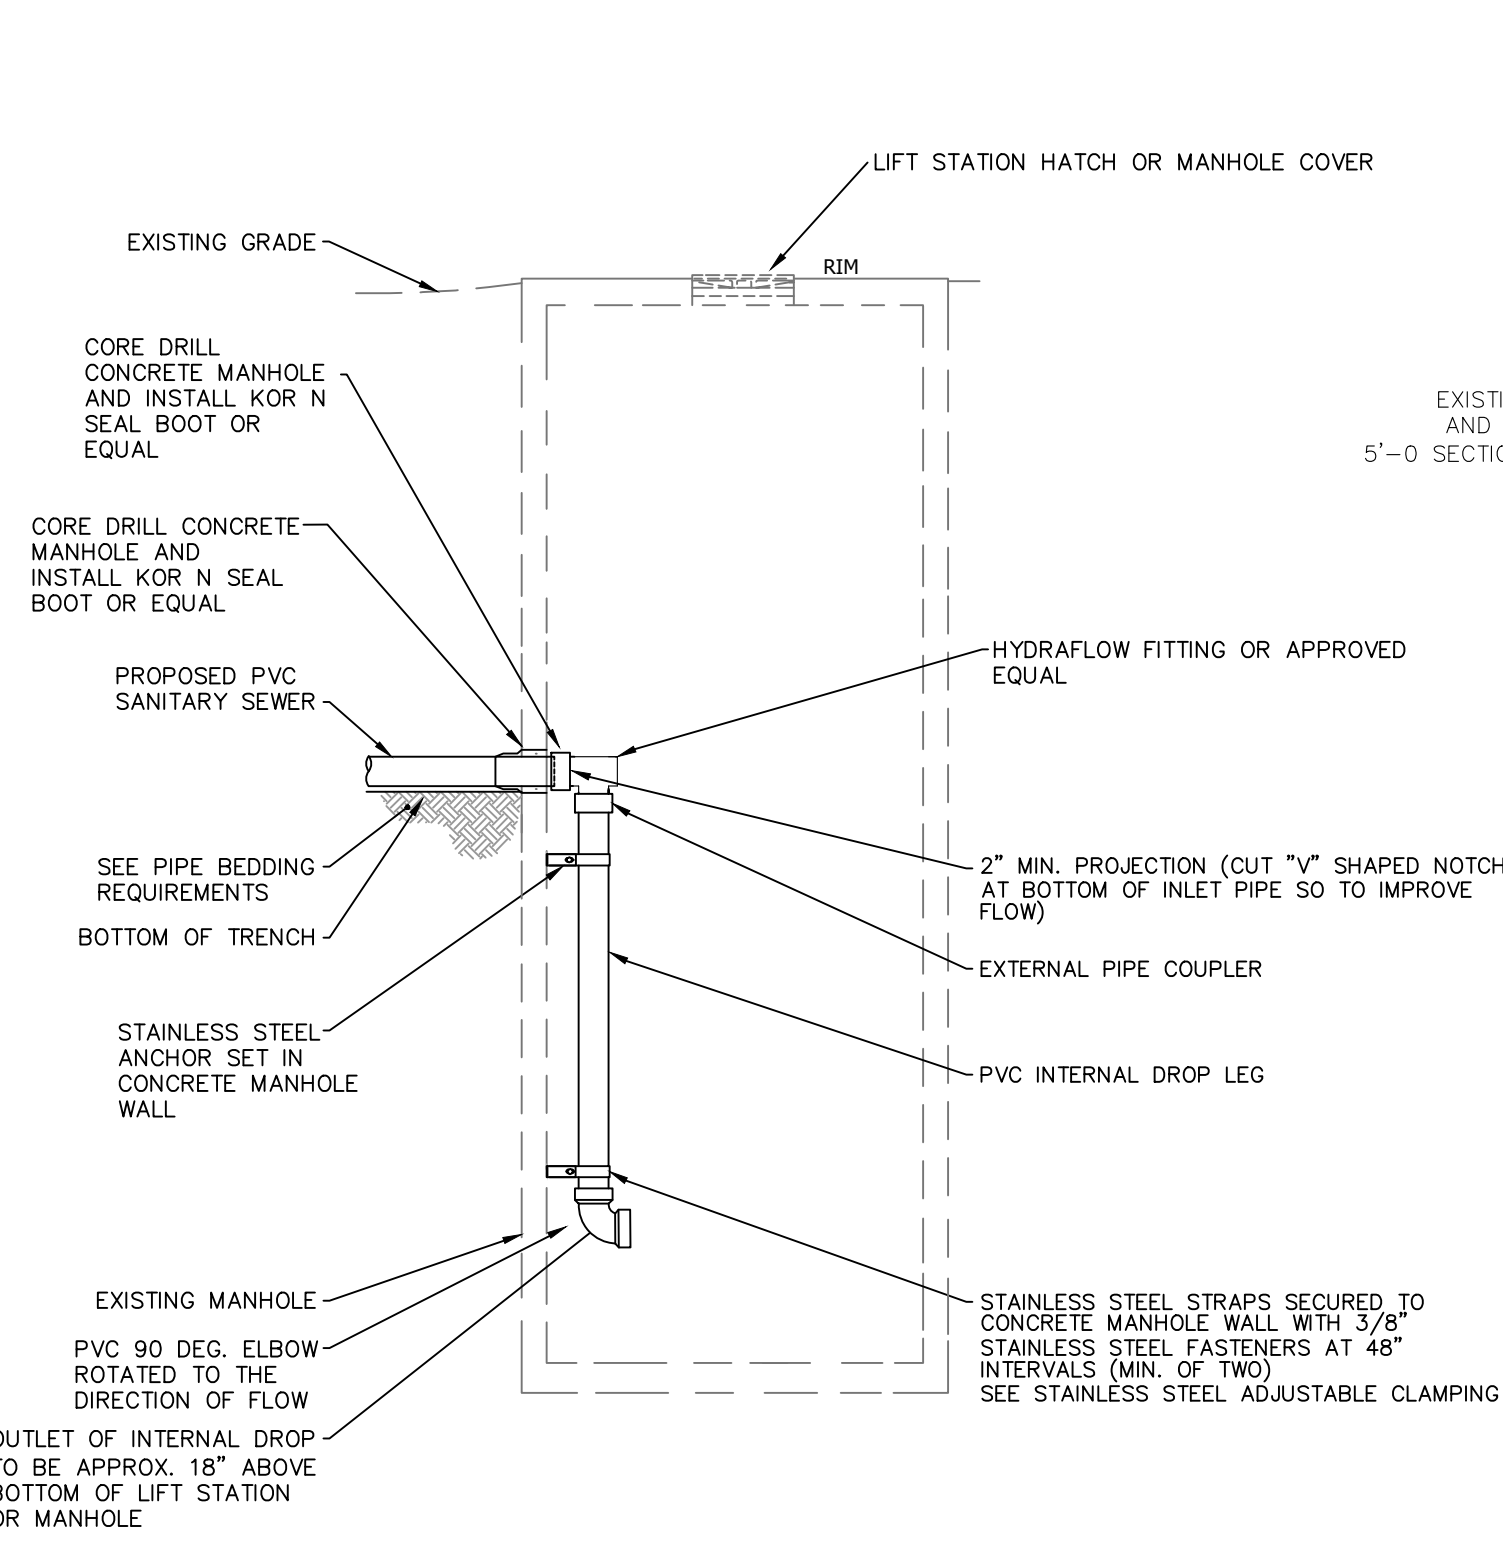 LIFT STATION HATCH OR MANHOLE COVER
EXISTING GRADE
RIM
CORE DRILL
CONCRETE MANHOLE
AND INSTALL KOR N
SEAL BOOT OR
EQUAL
5'-0
AND
CORE DRILL CONCRETE
MANHOLE AND
INSTALL KOR N SEAL
BOOT OR EQUAL
HYDRAFLOW FITTING OR APPROVED
EQUAL
PROPOSED PVC
SANITARY SEWER
SEE PIPE BEDDING
REQUIREMENTS
2" MIN. PROJECTION (CUT "V" SHAPED NOTCH
AT BOTTOM OF INLET PIPE SO TO IMPROVE
FLOW)
BOTTOM OF TRENCH
EXTERNAL PIPE COUPLER
STAINLESS STEEL
ANCHOR SET IN
CONCRETE MANHOLE
WALL
PVC INTERNAL DROP LEG
EXISTING MANHOLE
PVC 90 DEG. ELBOW
ROTATED TO THE
DIRECTION OF FLOW
STAINLESS STEEL STRAPS SECURED TO
CONCRETE MANHOLE WALL WITH 3/8"
STAINLESS STEEL FASTENERS AT 48"
INTERVALS (MIN. OF TWO)
SEE STAINLESS STEEL ADJUSTABLE CLAMPING
OUTLET OF INTERNAL DROP
TO BE APPROX. 18" ABOVE
BOTTOM OF LIFT STATION
OR MANHOLE